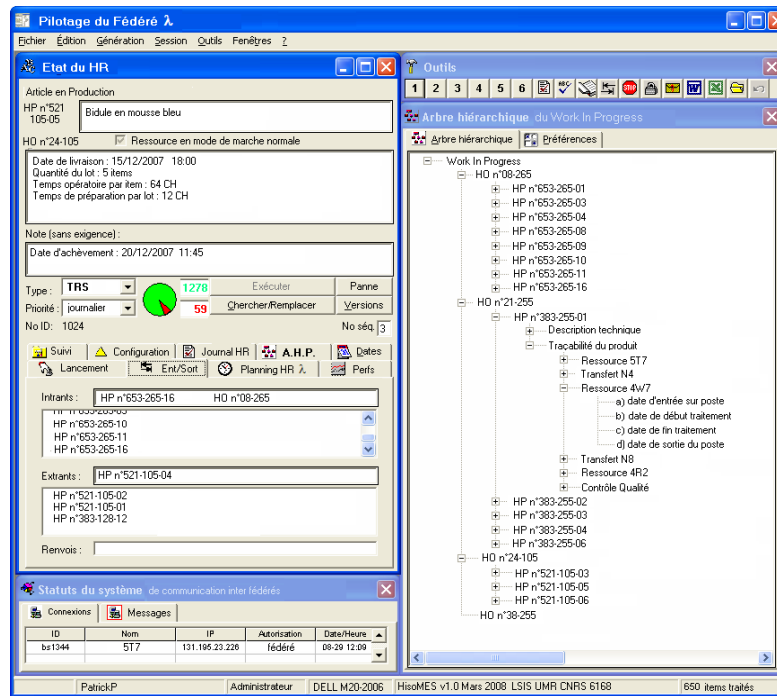 Pilotage du Fédéré λ
Fichier Édition Génération Session Outils Fenêtres ?
Etat du HR
Article en Production
HP n°521
105-05
Bidule en mousse bleu
HO n°24-105
Ressource en mode de marche normale
Date de livraison : 15/12/2007 18:00
Quantité du lot : 5 items
Temps opératoire par item : 64 CH
Temps de préparation par lot : 12 CH
Note (sans exigence) :
Date d'achèvement : 20/12/2007 11:45
Type : TRS
1278
Exécuter
Panne
Priorité : journalier
59
Chercher/Remplacer
Versions
No ID: 1024
No séq. 3
Suivi
Configuration
Journal HR
A.H.P.
Dates
Lancement
Ent/Sort
Planning HR λ
Perfs
Intrants : HP n°653-265-16 HO n°08-265
HP n°653-265-09
HP n°653-265-10
HP n°653-265-11
HP n°653-265-16
Extrants : HP n°521-105-04
HP n°521-105-02
HP n°521-105-01
HP n°383-128-12
Renvois :
Statuts du système de communication inter fédérés
Connexions
Messages
ID Nom IP Autorisation Date/Heure
bs1344 5T7 131.195.23.226 fédéré 08-29 12:09
Outils
1 2 3 4 5 6
ABC
STOP
W
X
Arbre hiérarchique du Work In Progress
Arbre hiérarchique
Préférences
Work In Progress
HO n°08-265
HP n°653-265-01
HP n°653-265-03
HP n°653-265-04
HP n°653-265-08
HP n°653-265-09
HP n°653-265-10
HP n°653-265-11
HP n°653-265-16
HO n°21-255
HP n°383-255-01
Description technique
Traçabilité du produit
Ressource 5T7
Transfert N4
Ressource 4W7
a) date d'entrée sur poste
b) date de début traitement
c) date de fin traitement
d) date de sortie du poste
Transfert N8
Ressource 4R2
Contrôle Qualité
HP n°383-255-02
HP n°383-255-03
HP n°383-255-04
HP n°383-255-06
HO n°24-105
HP n°521-105-03
HP n°521-105-05
HP n°521-105-06
HO n°38-255
PatrickP
Administrateur
DELL M20-2006
HisoMES v1.0 Mars 2008 LSIS UMR CNRS 6168
650 items traités